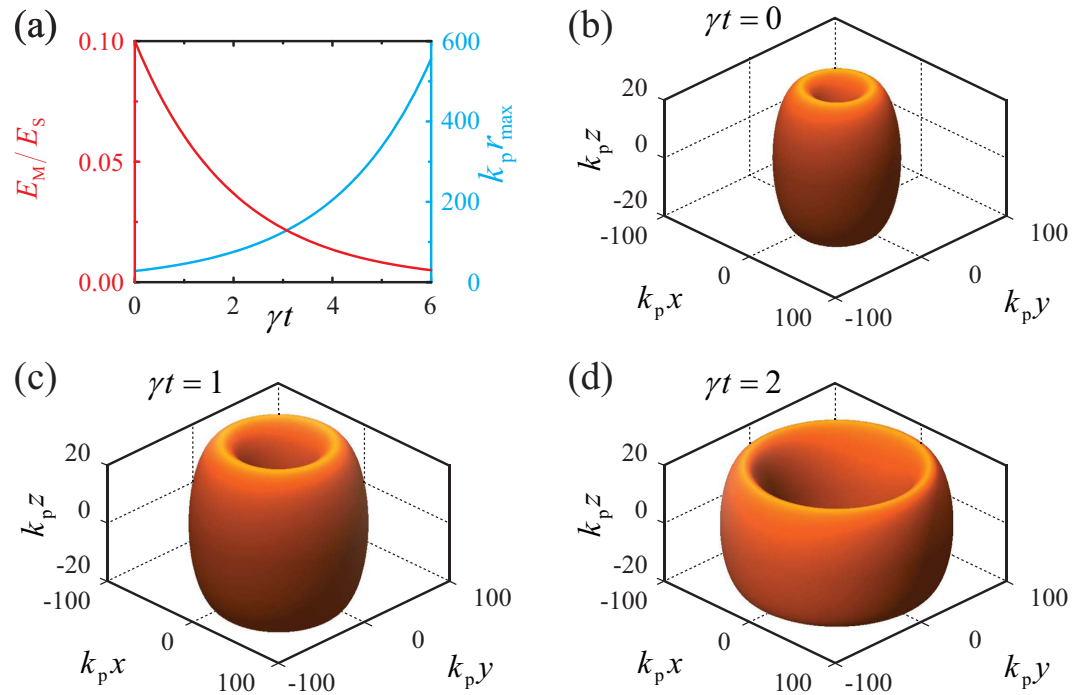 (a)
0.10
0.05
0.00
E_M / E_S
600
400
200
0
k_p r_max
0 2 4 6
γt
(b)
γt = 0
20
0
-20
k_p z
-100
0
100
k_p x
-100
0
100
k_p y
(c)
γt = 1
20
0
-20
k_p z
-100
0
100
k_p x
-100
0
100
k_p y
(d)
γt = 2
20
0
-20
k_p z
-100
0
100
k_p x
-100
0
100
k_p y